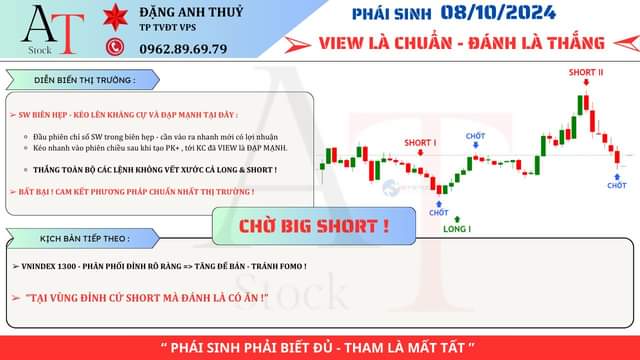 AT
Stock
ĐẶNG ANH THUỶ
TP TVĐT VPS
0962.89.69.79
PHÁI SINH 08/10/2024
VIEW LÀ CHUẨN - ĐÁNH LÀ THẮNG
DIỄN BIẾN THỊ TRƯỜNG :
SW BIÊN HẸP - KÉO LÊN KHÁNG CỰ VÀ ĐẠP MẠNH TẠI ĐÂY :
Đầu phiên chỉ số SW trong biên hẹp - cần vào ra nhanh mới có lợi nhuận
Kéo nhanh vào phiên chiều sau khi tạo PK+ , tới KC đã VIEW là ĐẠP MẠNH.
THẮNG TOÀN BỘ CÁC LỆNH KHÔNG VẾT XƯỚC CẢ LONG & SHORT !
BẤT BẠI ! CAM KẾT PHƯƠNG PHÁP CHUẨN NHẤT THỊ TRƯỜNG !
SHORT II
SHORT I
CHỐT
CHỐT
CHỐT
LONG I
CHỜ BIG SHORT !
KỊCH BẢN TIẾP THEO :
VNINDEX 1300 - PHÂN PHỐI ĐỈNH RÕ RÀNG => TĂNG ĐỂ BÁN - TRÁNH FOMO !
“TẠI VÙNG ĐỈNH CỨ SHORT MÀ ĐÁNH LÀ CÓ ĂN !”
AT
Stock
“ PHÁI SINH PHẢI BIẾT ĐỦ - THAM LÀ MẤT TẤT ”